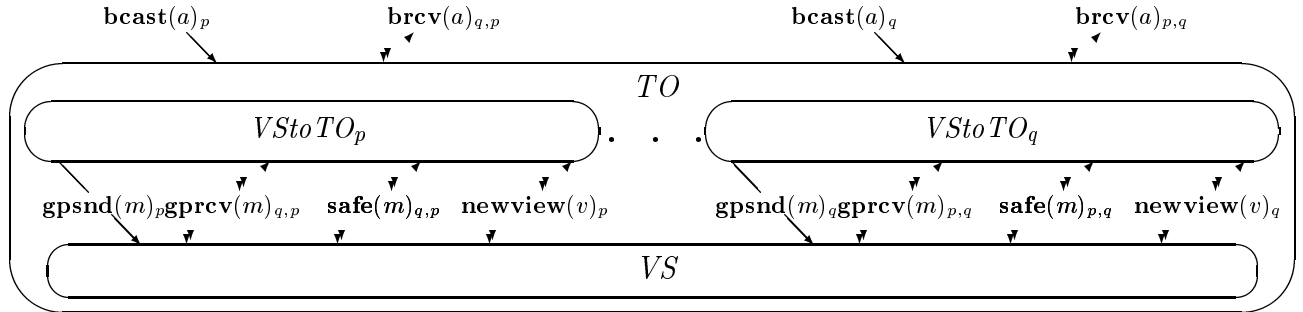 bcast(a)p brcv(a)q,p bcast(a)q brcv(a)p,q
TO
VStoTOp . . . VStoTOq
gpsnd(m)p gprcv(m)q,p safe(m)q,p newview(v)p gpsnd(m)q gprcv(m)p,q safe(m)p,q newview(v)q
VS